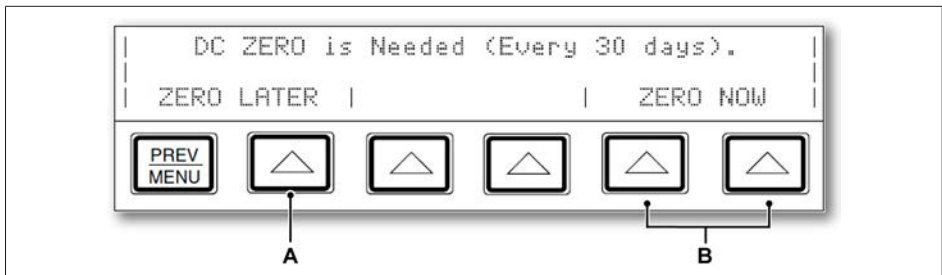 DC ZERO is Needed (Every 30 days).
ZERO LATER | | ZERO NOW
PREV
MENU
A
B